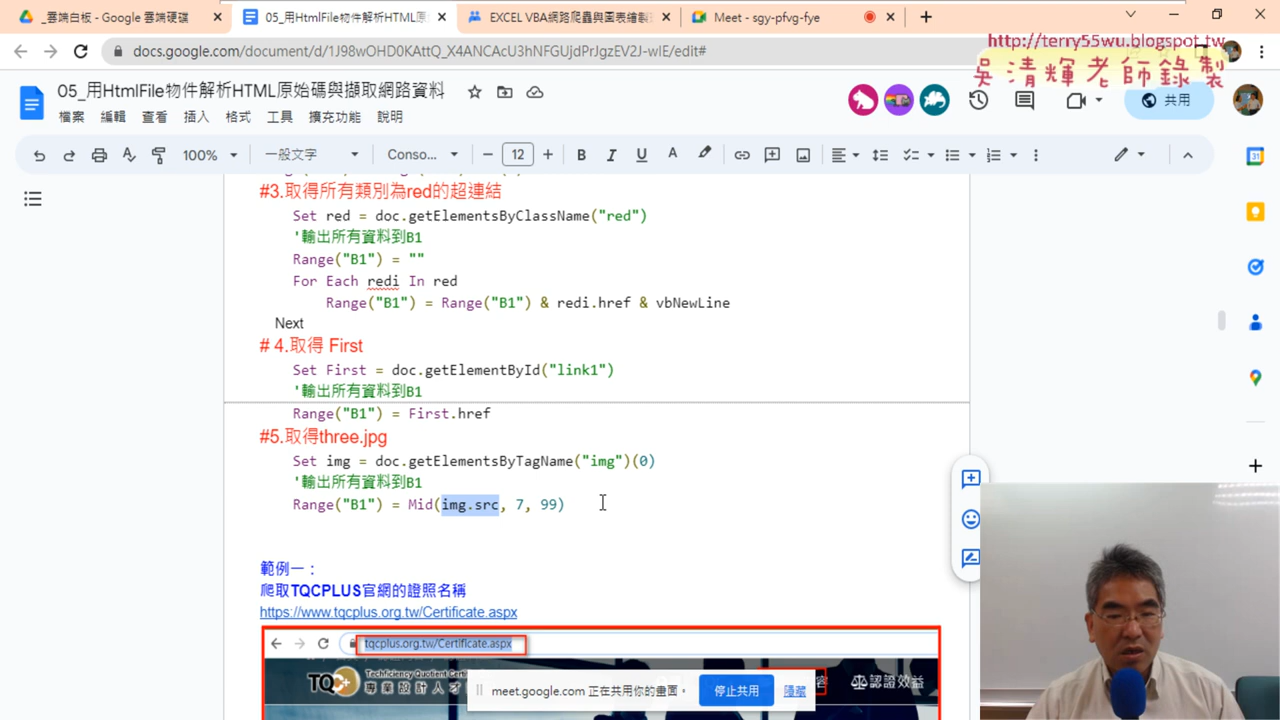 _雲端白板 - Google 雲端硬碟
05_用HtmlFile物件解析HTML原
EXCEL VBA網路爬蟲與圖表繪製
Meet - sgy-pfvg-fye
docs.google.com/document/d/1J98wOHD0KAttQ_X4ANCAcU3hNFGUjdPrJgzEV2J-wIE/edit#
http://terry55wu.blogspot.tw
吳清輝老師錄製
05_用HtmlFile物件解析HTML原始碼與擷取網路資料
檔案 編輯 查看 插入 格式 工具 擴充功能 說明
共用
100% 一般文字 Conso... 12 B I U A
#3.取得所有類別為red的超連結
Set red = doc.getElementsByClassName("red")
'輸出所有資料到B1
Range("B1") = ""
For Each redi In red
Range("B1") = Range("B1") & redi.href & vbNewLine
Next
# 4.取得 First
Set First = doc.getElementById("link1")
'輸出所有資料到B1
Range("B1") = First.href
#5.取得three.jpg
Set img = doc.getElementsByTagName("img")(0)
'輸出所有資料到B1
Range("B1") = Mid(img.src, 7, 99)
範例一：
爬取TQCPLUS官網的證照名稱
https://www.tqcplus.org.tw/Certificate.aspx
tqcplus.org.tw/Certificate.aspx
TQC+ Techficiency Quotient Certification
專業設計人才
認證效益
meet.google.com 正在共用你的畫面。
停止共用
隱藏
31